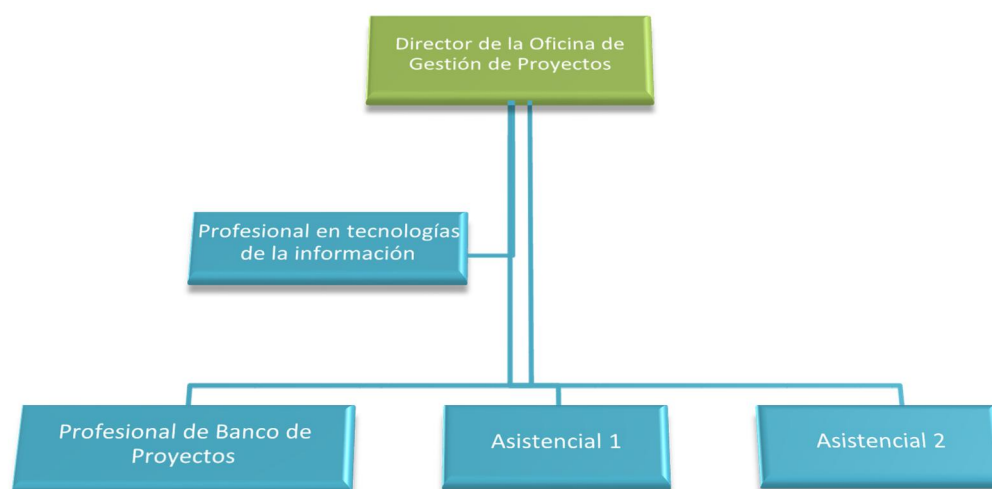 Director de la Oficina de
Gestión de Proyectos
Profesional en tecnologías
de la información
Profesional de Banco de
Proyectos
Asistencial 1
Asistencial 2